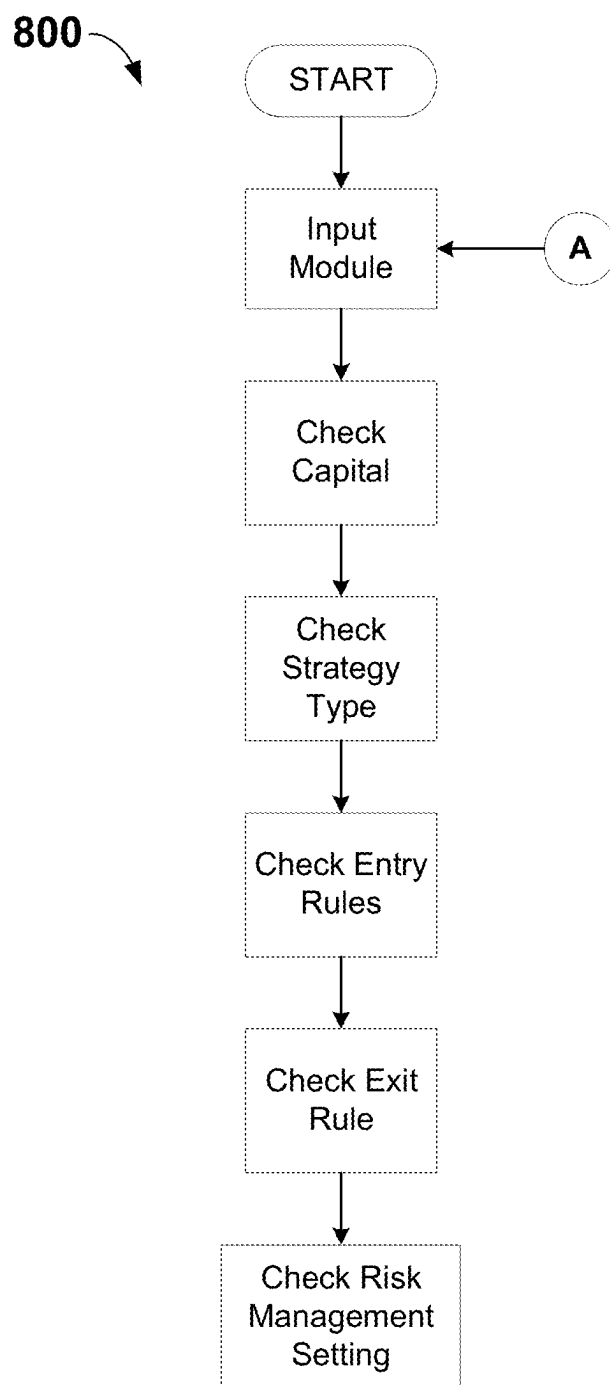 800
START
Input
Module
A
Check
Capital
Check
Strategy
Type
Check Entry
Rules
Check Exit
Rule
Check Risk
Management
Setting